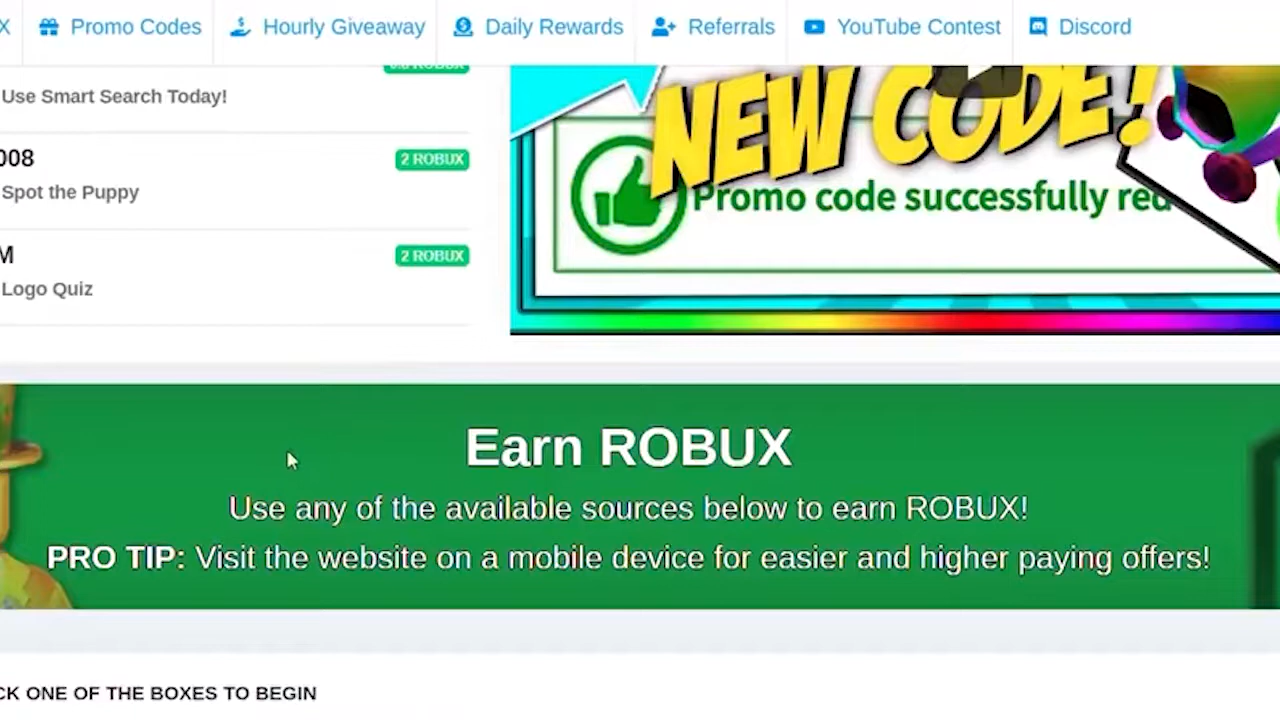 X Promo Codes Hourly Giveaway Daily Rewards Referrals YouTube Contest Discord
ROBUX
Use Smart Search Today!
008
2 ROBUX
Spot the Puppy
M
2 ROBUX
Logo Quiz
NEW CODE!
Promo code successfully red
Earn ROBUX
Use any of the available sources below to earn ROBUX!
PRO TIP: Visit the website on a mobile device for easier and higher paying offers!
CK ONE OF THE BOXES TO BEGIN